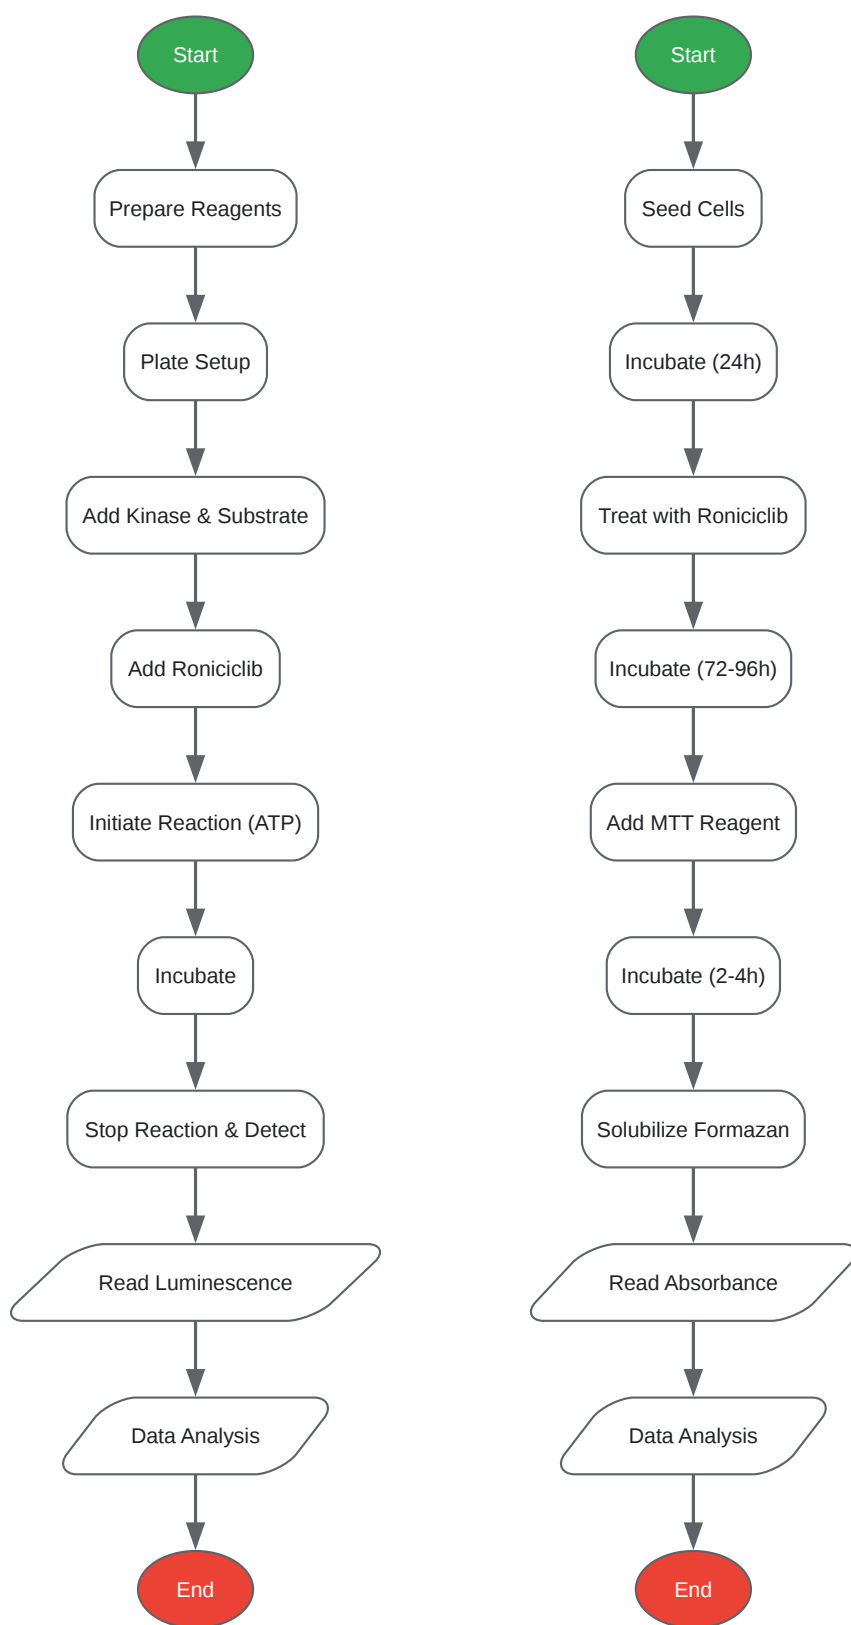 Start
Prepare Reagents
Plate Setup
Add Kinase & Substrate
Add Roniciclib
Initiate Reaction (ATP)
Incubate
Stop Reaction & Detect
Read Luminescence
Data Analysis
End
Start
Seed Cells
Incubate (24h)
Treat with Roniciclib
Incubate (72-96h)
Add MTT Reagent
Incubate (2-4h)
Solubilize Formazan
Read Absorbance
Data Analysis
End